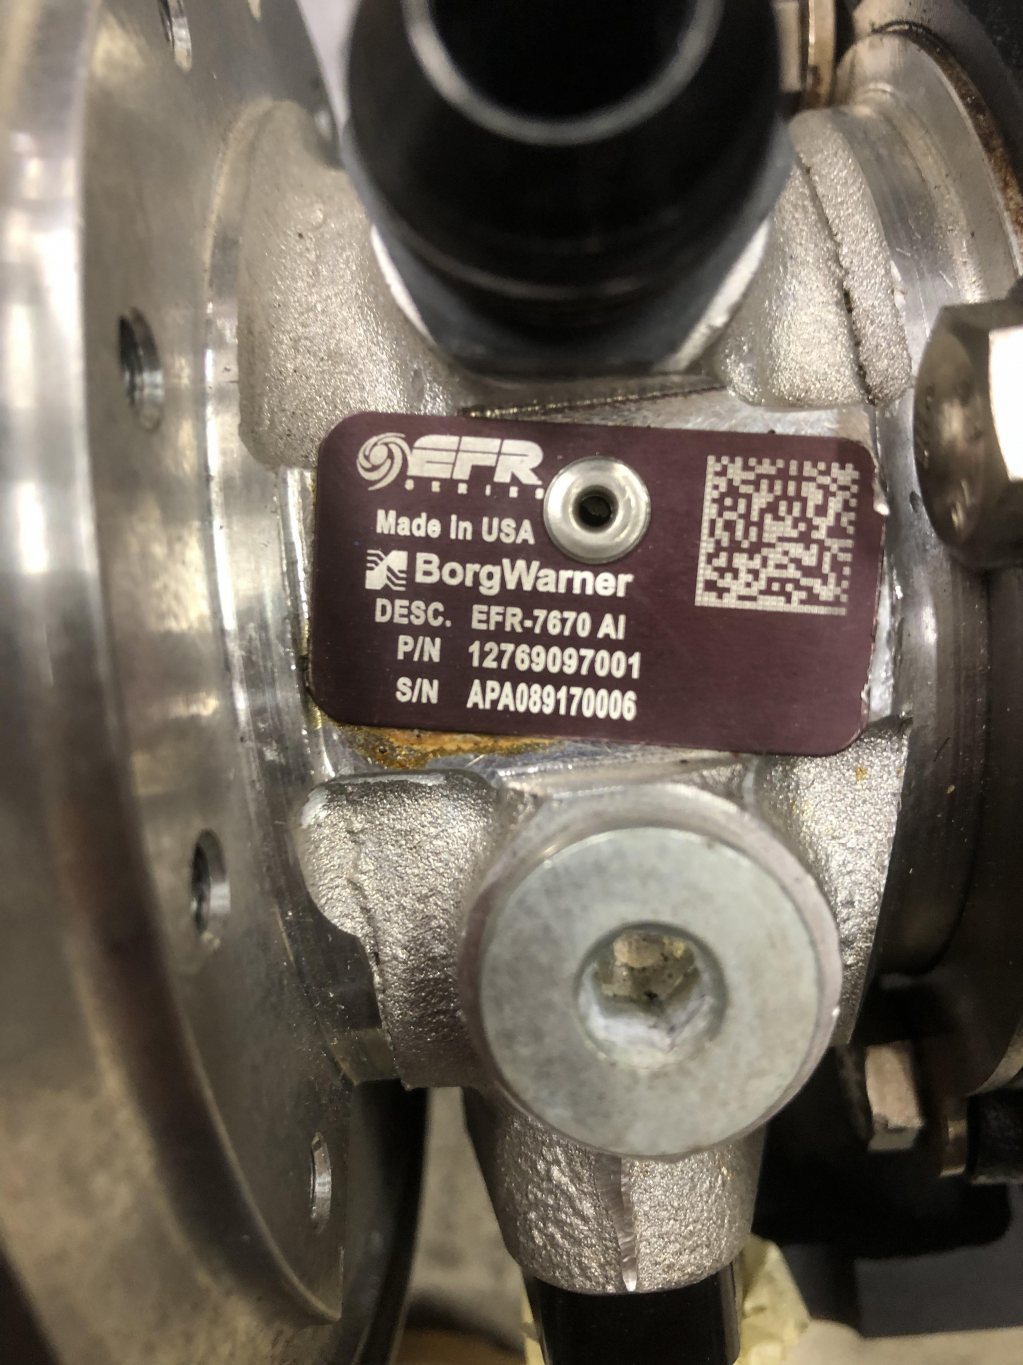 EFR
SERIES
Made in USA
BorgWarner
DESC. EFR-7670 AI
P/N 12769097001
S/N APA089170006